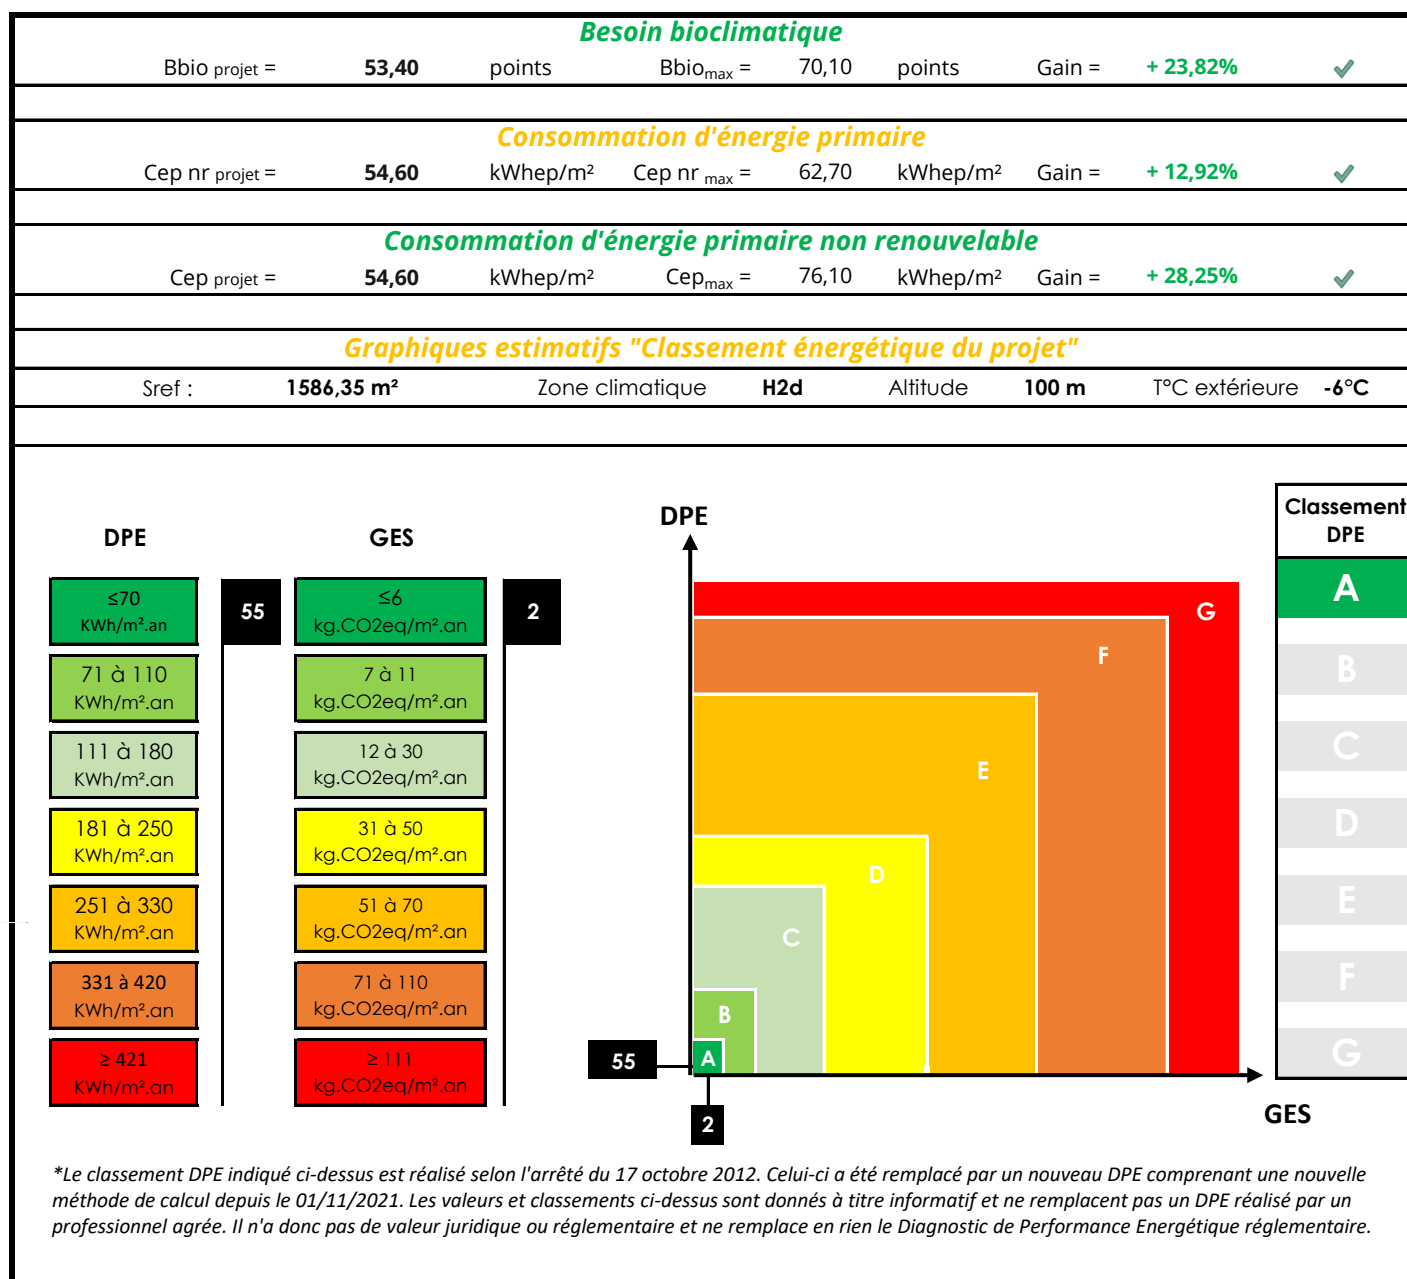 Besoin bioclimatique
Bbio projet = 53,40 points Bbiomax = 70,10 points Gain = + 23,82% ✓
Consommation d'énergie primaire
Cep nr projet = 54,60 kWhep/m² Cep nr max = 62,70 kWhep/m² Gain = + 12,92% ✓
Consommation d'énergie primaire non renouvelable
Cep projet = 54,60 kWhep/m² Cepmax = 76,10 kWhep/m² Gain = + 28,25% ✓
Graphiques estimatifs "Classement énergétique du projet"
Sref : 1586,35 m² Zone climatique H2d Altitude 100 m T°C extérieure -6°C
DPE
≤70
KWh/m².an
71 à 110
KWh/m².an
111 à 180
KWh/m².an
181 à 250
KWh/m².an
251 à 330
KWh/m².an
331 à 420
KWh/m².an
≥ 421
KWh/m².an
55
GES
≤6
kg.CO2eq/m².an
7 à 11
kg.CO2eq/m².an
12 à 30
kg.CO2eq/m².an
31 à 50
kg.CO2eq/m².an
51 à 70
kg.CO2eq/m².an
71 à 110
kg.CO2eq/m².an
≥ 111
kg.CO2eq/m².an
2
DPE
G
F
E
D
C
B
A
55
2
GES
Classement
DPE
A
B
C
D
E
F
G
*Le classement DPE indiqué ci-dessus est réalisé selon l'arrêté du 17 octobre 2012. Celui-ci a été remplacé par un nouveau DPE comprenant une nouvelle
méthode de calcul depuis le 01/11/2021. Les valeurs et classements ci-dessus sont donnés à titre informatif et ne remplacent pas un DPE réalisé par un
professionnel agrée. Il n'a donc pas de valeur juridique ou réglementaire et ne remplace en rien le Diagnostic de Performance Energétique réglementaire.